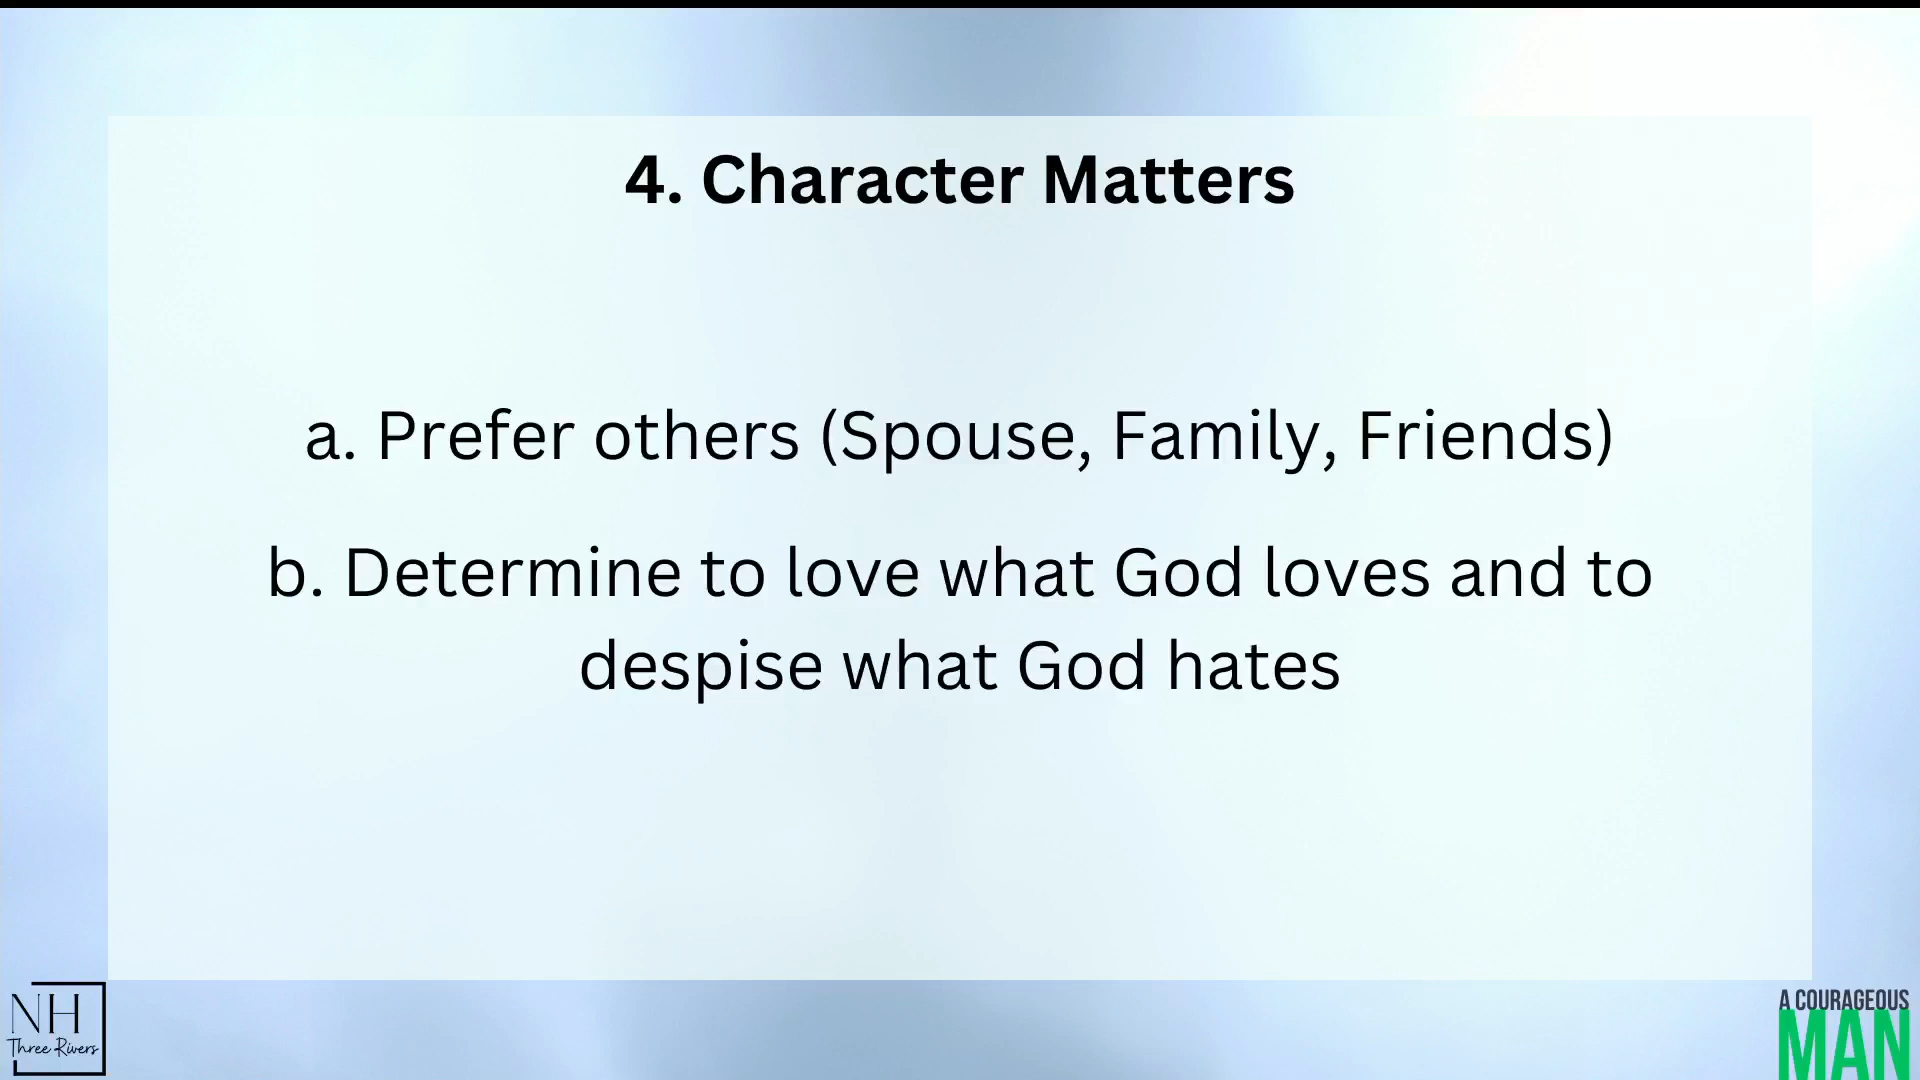 4. Character Matters
a. Prefer others (Spouse, Family, Friends)
b. Determine to love what God loves and to
despise what God hates
NH
Three Rivers
A COURAGEOUS
MAN